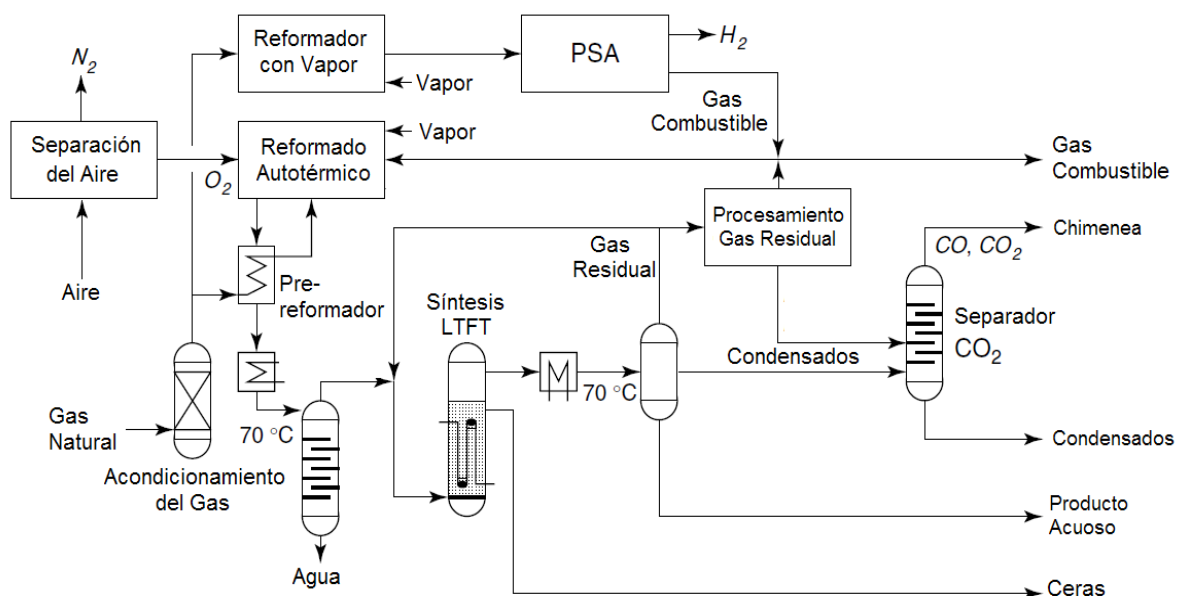 Reformador
con Vapor
PSA
H2
N2
Vapor
Gas
Combustible
Separación
del Aire
O2
Reformado
Autotérmico
Vapor
Gas
Combustible
Procesamiento
Gas Residual
Gas
Residual
CO, CO2
Chimenea
Aire
Pre-
reformador
Síntesis
LTFT
Separador
CO2
Condensados
70 °C
Gas
Natural
70 °C
Condensados
Acondicionamiento
del Gas
Producto
Acuoso
Agua
Ceras